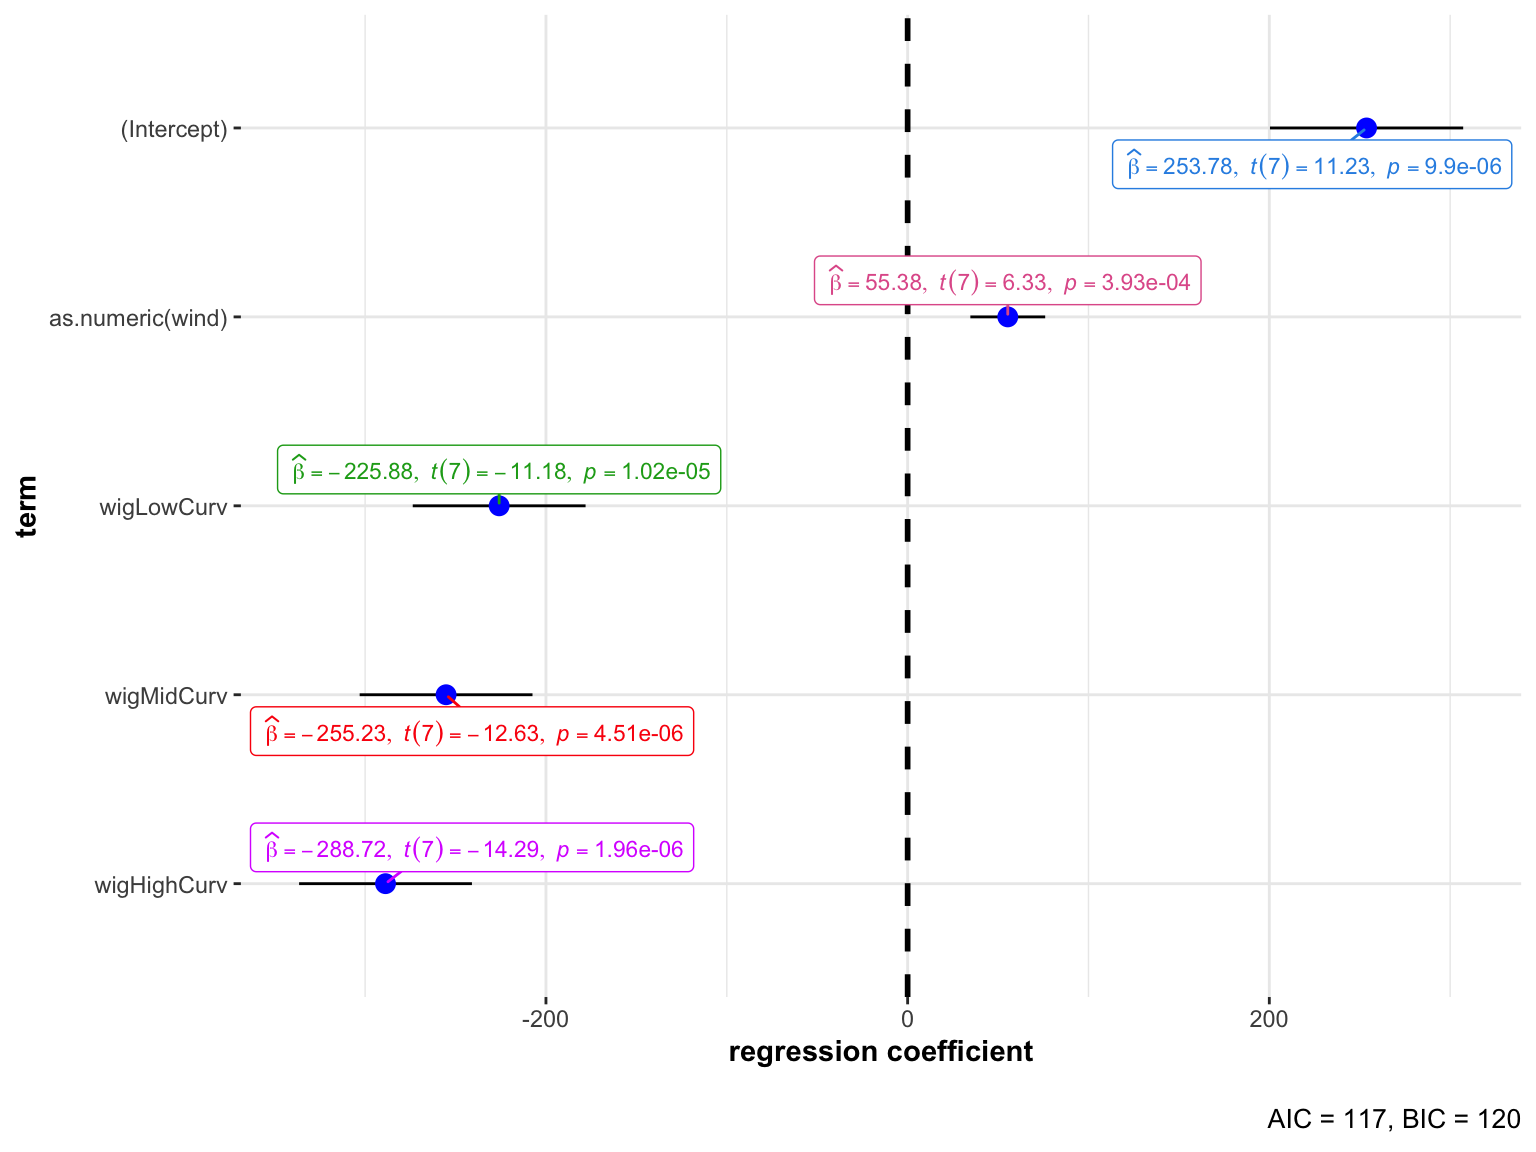 (Intercept)
β̂ = 253.78, t(7) = 11.23, p = 9.9e-06
β̂ = 55.38, t(7) = 6.33, p = 3.93e-04
as.numeric(wind)
β̂ = −225.88, t(7) = −11.18, p = 1.02e-05
term
wigLowCurv
wigMidCurv
β̂ = −255.23, t(7) = −12.63, p = 4.51e-06
β̂ = −288.72, t(7) = −14.29, p = 1.96e-06
wigHighCurv
-200 0 200
regression coefficient
AIC = 117, BIC = 120